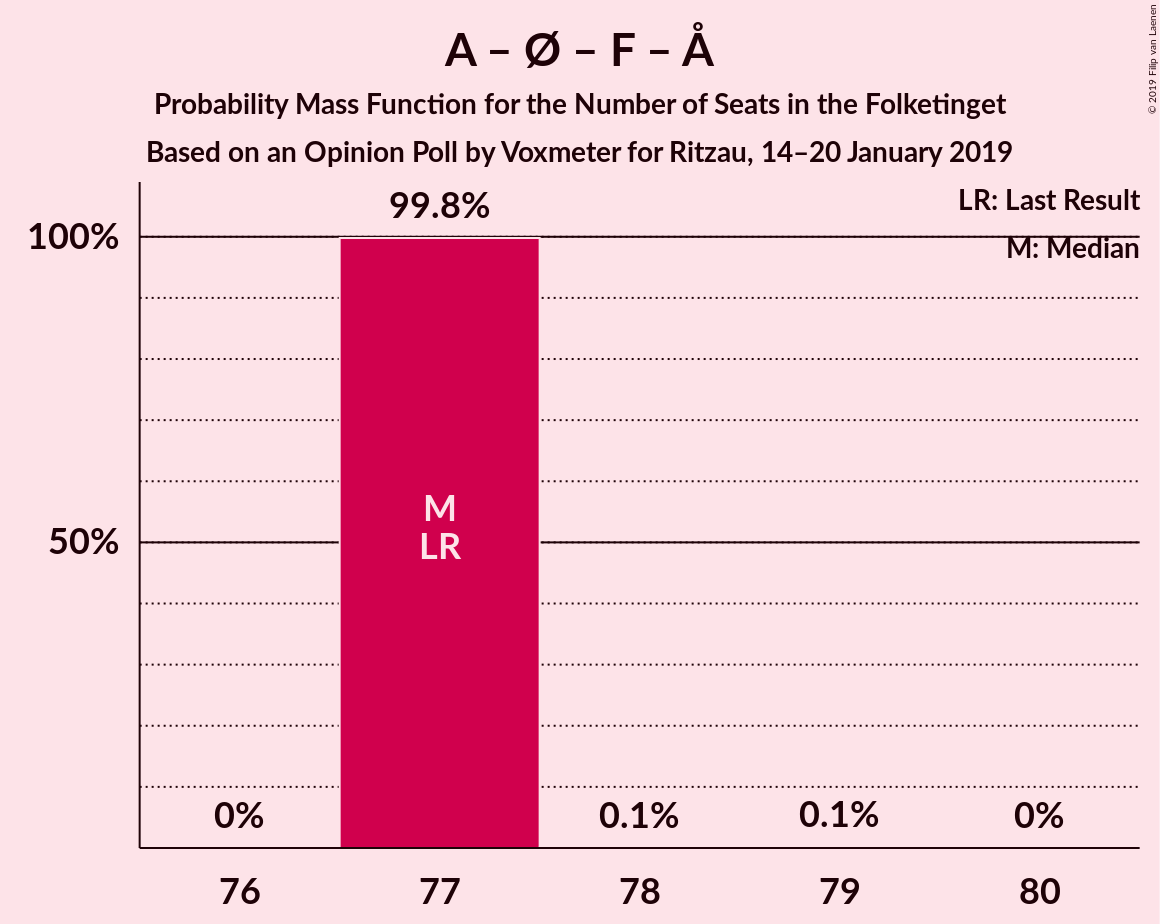 A – Ø – F – Å
Probability Mass Function for the Number of Seats in the Folketinget
Based on an Opinion Poll by Voxmeter for Ritzau, 14–20 January 2019
© 2019 Filip van Laenen
LR: Last Result
M: Median
99.8%
100%
50%
M
LR
0%
0.1%
0.1%
0%
76
77
78
79
80